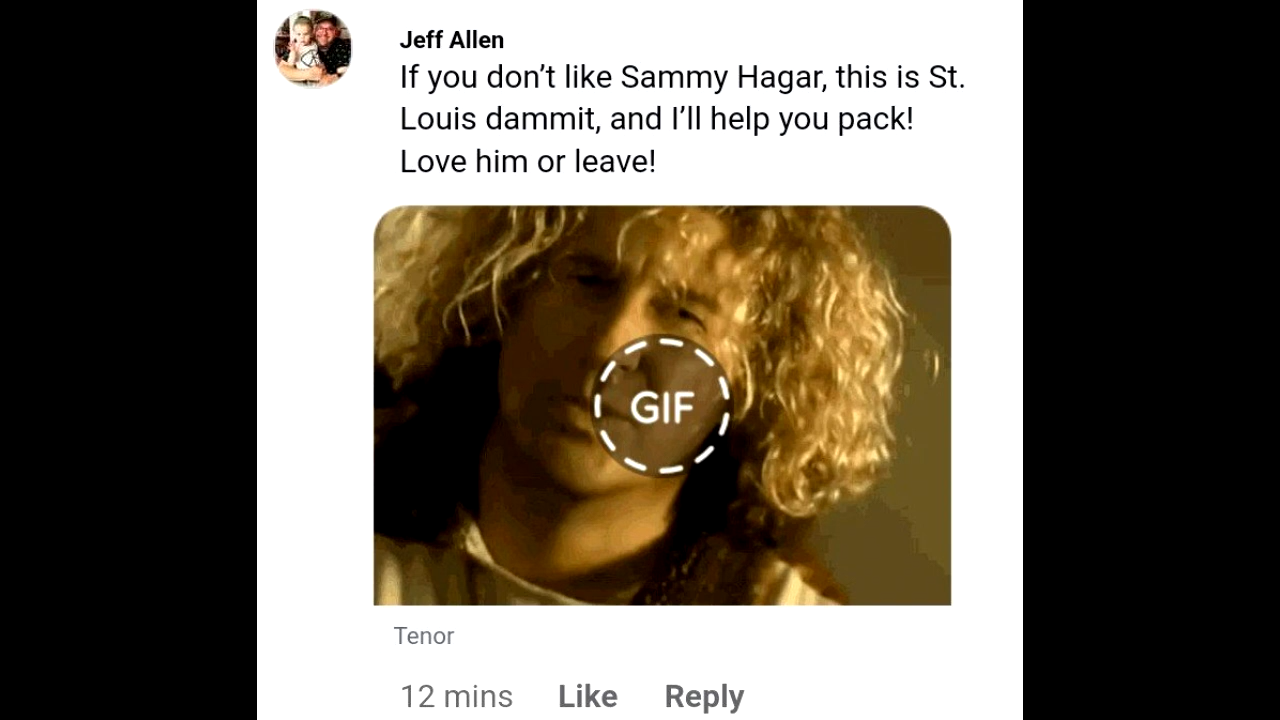 Jeff Allen
If you don’t like Sammy Hagar, this is St.
Louis dammit, and I’ll help you pack!
Love him or leave!
GIF
Tenor
12 mins Like Reply